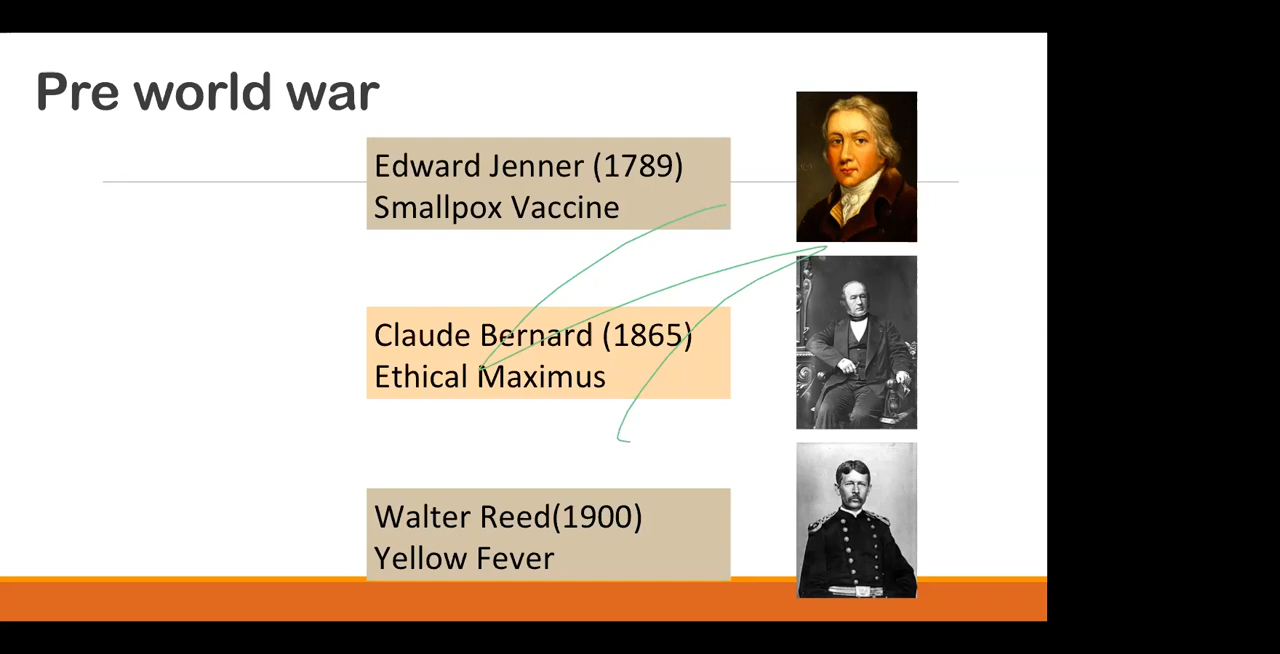 Pre world war
Edward Jenner (1789)
Smallpox Vaccine
Claude Bernard (1865)
Ethical Maximus
Walter Reed(1900)
Yellow Fever